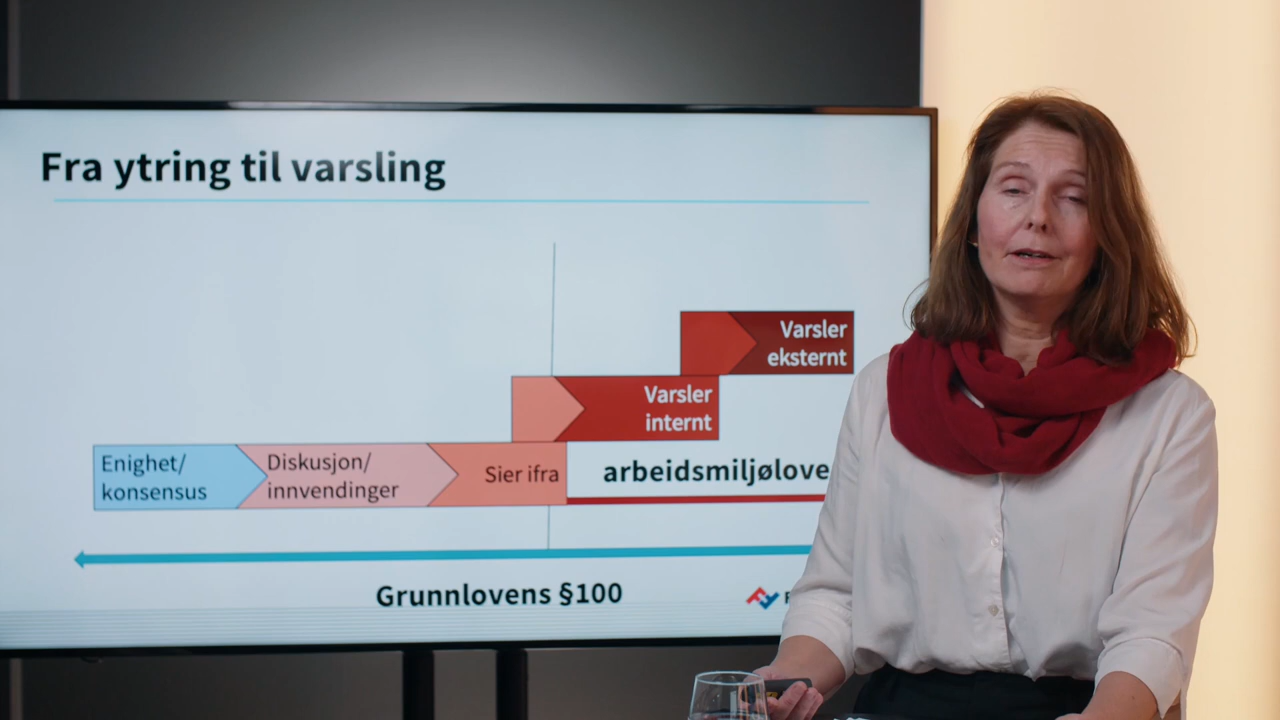 Fra ytring til varsling
Varsler
eksternt
Varsler
internt
Enighet/
konsensus
Diskusjon/
innvendinger
Sier ifra
arbeidsmiljølove
Grunnlovens §100